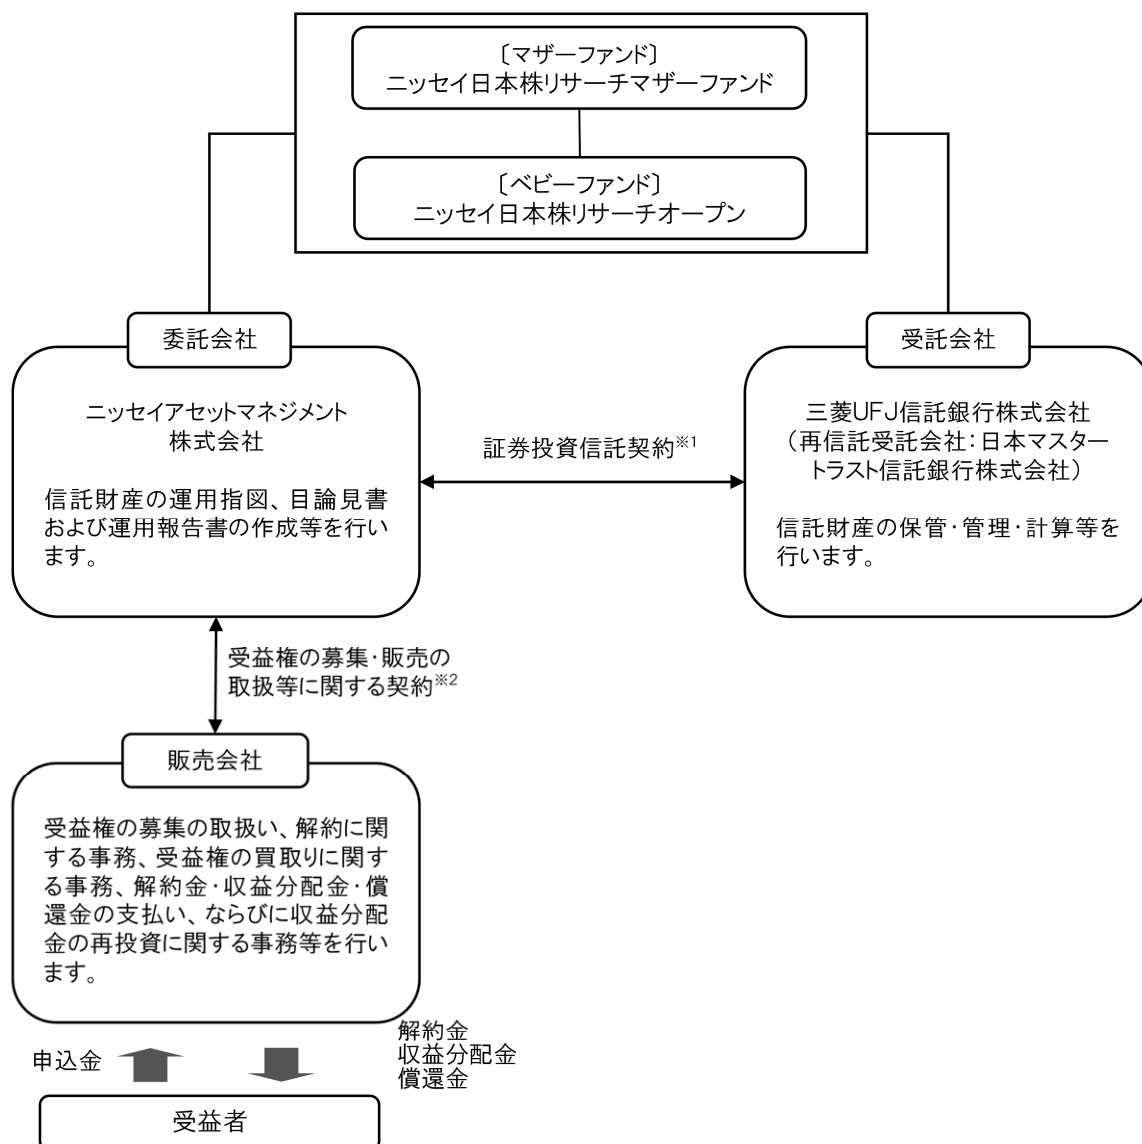 〔マザーファンド〕
ニッセイ日本株リサーチマザーファンド
〔ベビーファンド〕
ニッセイ日本株リサーチオープン
委託会社
ニッセイアセットマネジメント
株式会社
信託財産の運用指図、目論見書
および運用報告書の作成等を行い
ます。
証券投資信託契約※1
受託会社
三菱UFJ信託銀行株式会社
（再信託受託会社：日本マスター
トラスト信託銀行株式会社）
信託財産の保管・管理・計算等を
行います。
受益権の募集・販売の
取扱等に関する契約※2
販売会社
受益権の募集の取扱い、解約に関
する事務、受益権の買取りに関す
る事務、解約金・収益分配金・償
還金の支払い、ならびに収益分配
金の再投資に関する事務等を行い
ます。
申込金
解約金
収益分配金
償還金
受益者